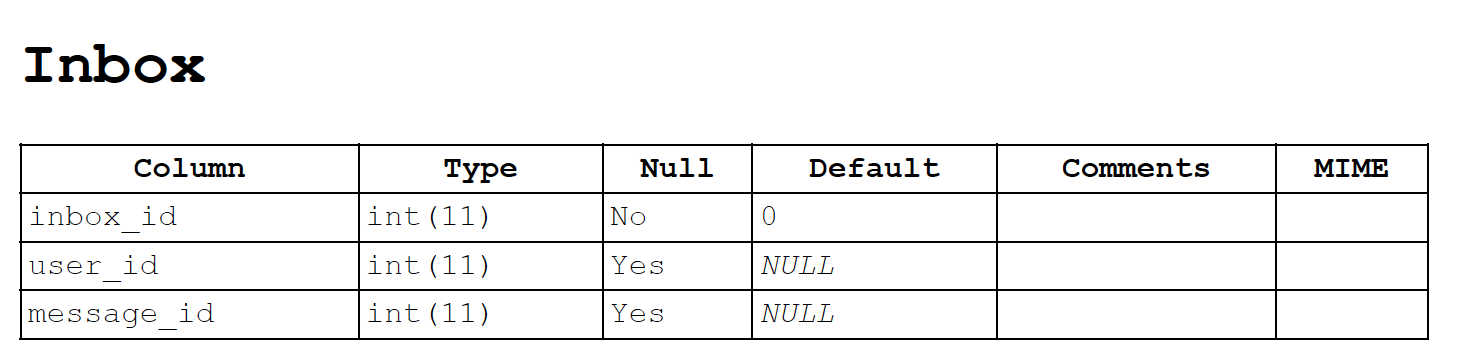 Inbox
Column Type Null Default Comments MIME
inbox_id int(11) No 0
user_id int(11) Yes NULL
message_id int(11) Yes NULL